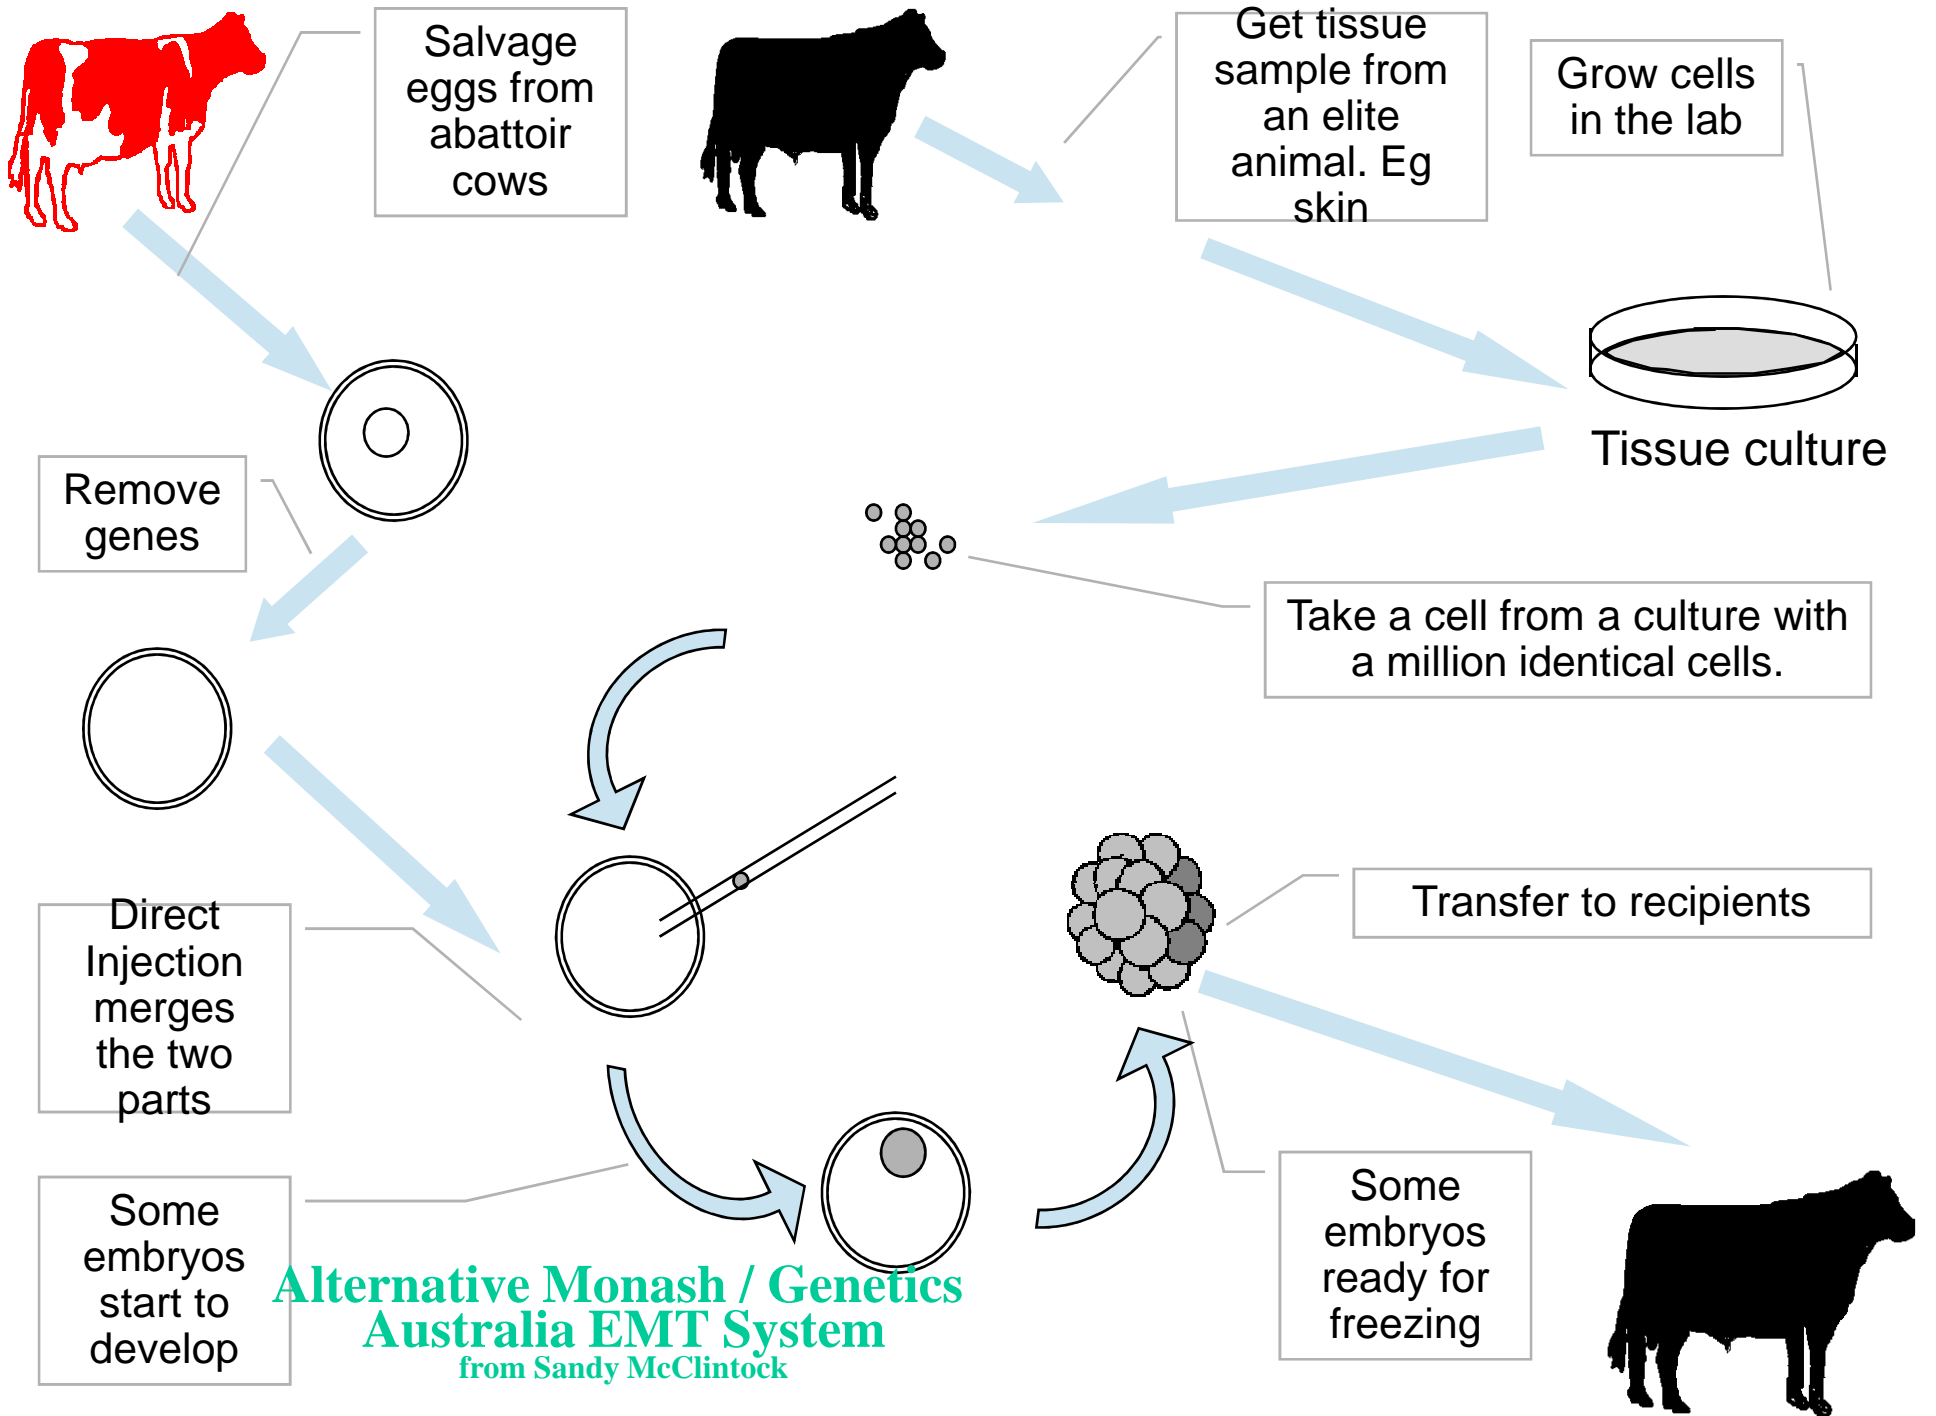 Salvage
eggs from
abattoir
cows
Get tissue
sample from
an elite
animal. Eg
skin
Grow cells
in the lab
Tissue culture
Remove
genes
Take a cell from a culture with
a million identical cells.
Direct
Injection
merges
the two
parts
Transfer to recipients
Some
embryos
start to
develop
Some
embryos
ready for
freezing
Alternative Monash / Genetics
Australia EMT System
from Sandy McClintock